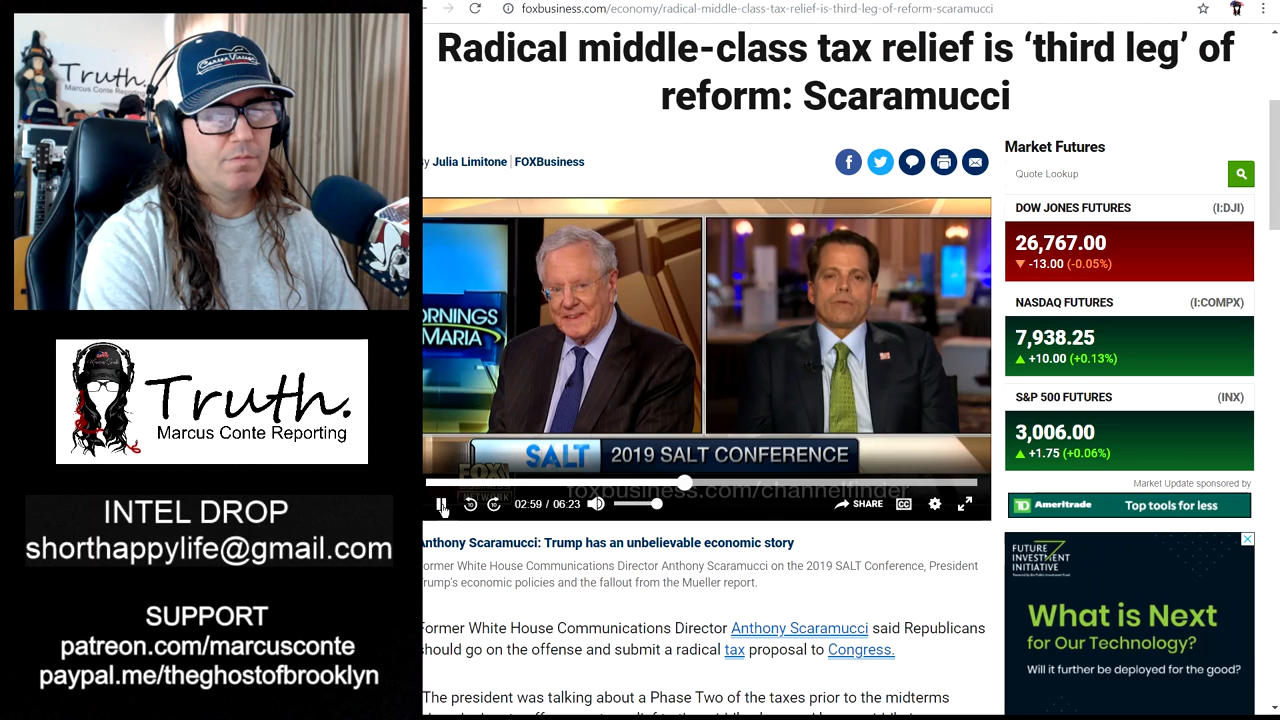 Truth.
Marcus Conte Reporting
Truth.
Marcus Conte Reporting
INTEL DROP
shorthappylife@gmail.com
SUPPORT
patreon.com/marcusconte
paypal.me/theghostofbrooklyn
foxbusiness.com/economy/radical-middle-class-tax-relief-is-third-leg-of-reform-scaramucci
Radical middle-class tax relief is ‘third leg’ of
reform: Scaramucci
y Julia Limitone | FOXBusiness
ORNINGS
MARIA
SALT 2019 SALT CONFERENCE
FOX
BUSINESS
NETWORK
foxbusiness.com/channelfinder
02:59 / 06:23
SHARE
CC
Anthony Scaramucci: Trump has an unbelievable economic story
ormer White House Communications Director Anthony Scaramucci on the 2019 SALT Conference, President
rump's economic policies and the fallout from the Mueller report.
Former White House Communications Director Anthony Scaramucci said Republicans
should go on the offense and submit a radical tax proposal to Congress.
“The president was talking about a Phase Two of the taxes prior to the midterms
Market Futures
Quote Lookup
DOW JONES FUTURES (I:DJI)
26,767.00
-13.00 (-0.05%)
NASDAQ FUTURES (I:COMPX)
7,938.25
+10.00 (+0.13%)
S&P 500 FUTURES (INX)
3,006.00
+1.75 (+0.06%)
Market Update sponsored by
TD Ameritrade Top tools for less
FUTURE
INVESTMENT
INITIATIVE
What is Next
for Our Technology?
Will it further be deployed for the good?